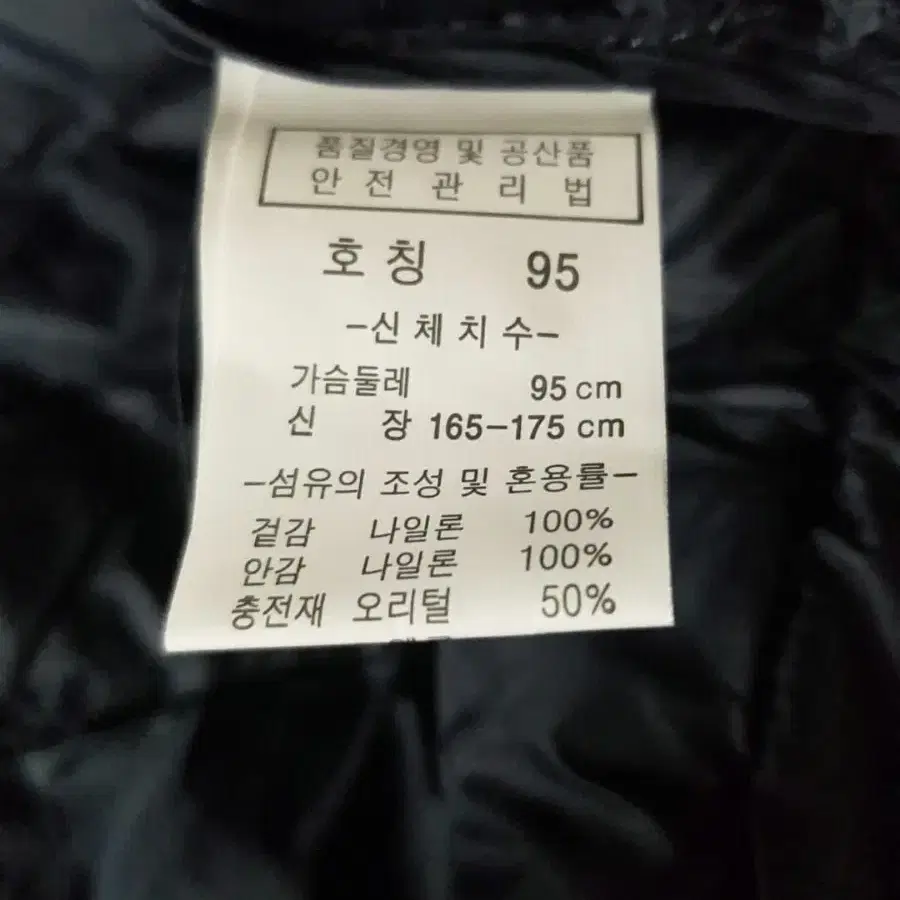 품질경영 및 공산품
안 전 관 리 법
호 칭 95
-신 체 치 수-
가슴둘레 95 cm
신 장 165-175 cm
-섬유의 조성 및 혼용률-
겉감 나일론 100%
안감 나일론 100%
충전재 오리털 50%